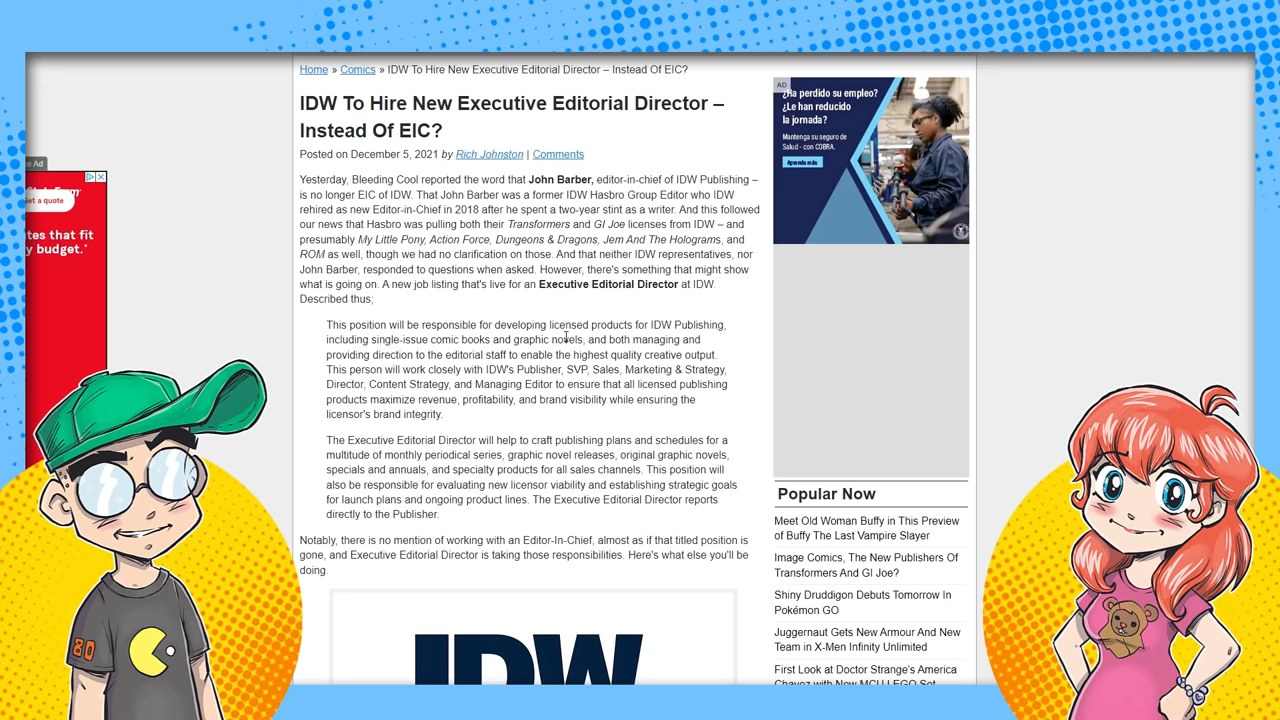 Home » Comics » IDW To Hire New Executive Editorial Director – Instead Of EIC?
IDW To Hire New Executive Editorial Director –
Instead Of EIC?
Posted on December 5, 2021 by Rich Johnston | Comments
Yesterday, Bleeding Cool reported the word that John Barber, editor-in-chief of IDW Publishing –
is no longer EIC of IDW. That John Barber was a former IDW Hasbro Group Editor who IDW
rehired as new Editor-in-Chief in 2018 after he spent a two-year stint as a writer. And this followed
our news that Hasbro was pulling both their Transformers and GI Joe licenses from IDW – and
presumably My Little Pony, Action Force, Dungeons & Dragons, Jem And The Holograms, and
ROM as well, though we had no clarification on those. And that neither IDW representatives, nor
John Barber, responded to questions when asked. However, there's something that might show
what is going on. A new job listing that's live for an Executive Editorial Director at IDW.
Described thus;
This position will be responsible for developing licensed products for IDW Publishing,
including single-issue comic books and graphic novels, and both managing and
providing direction to the editorial staff to enable the highest quality creative output.
This person will work closely with IDW's Publisher, SVP, Sales, Marketing & Strategy,
Director, Content Strategy, and Managing Editor to ensure that all licensed publishing
products maximize revenue, profitability, and brand visibility while ensuring the
licensor's brand integrity.
The Executive Editorial Director will help to craft publishing plans and schedules for a
multitude of monthly periodical series, graphic novel releases, original graphic novels,
specials and annuals, and specialty products for all sales channels. This position will
also be responsible for evaluating new licensor viability and establishing strategic goals
for launch plans and ongoing product lines. The Executive Editorial Director reports
directly to the Publisher.
Notably, there is no mention of working with an Editor-In-Chief, almost as if that titled position is
gone, and Executive Editorial Director is taking those responsibilities. Here's what else you'll be
doing.
IDW
AD
¿Ha perdido su empleo?
¿Le han reducido
la jornada?
Mantenga su seguro de
Salud - con COBRA.
Aprenda más
Popular Now
Meet Old Woman Buffy in This Preview
of Buffy The Last Vampire Slayer
Image Comics, The New Publishers Of
Transformers And GI Joe?
Shiny Druddigon Debuts Tomorrow In
Pokémon GO
Juggernaut Gets New Armour And New
Team in X-Men Infinity Unlimited
First Look at Doctor Strange's America
Chavez with New MCU LEGO Set
e Ad
et a quote
tes that fit
y budget.*
80